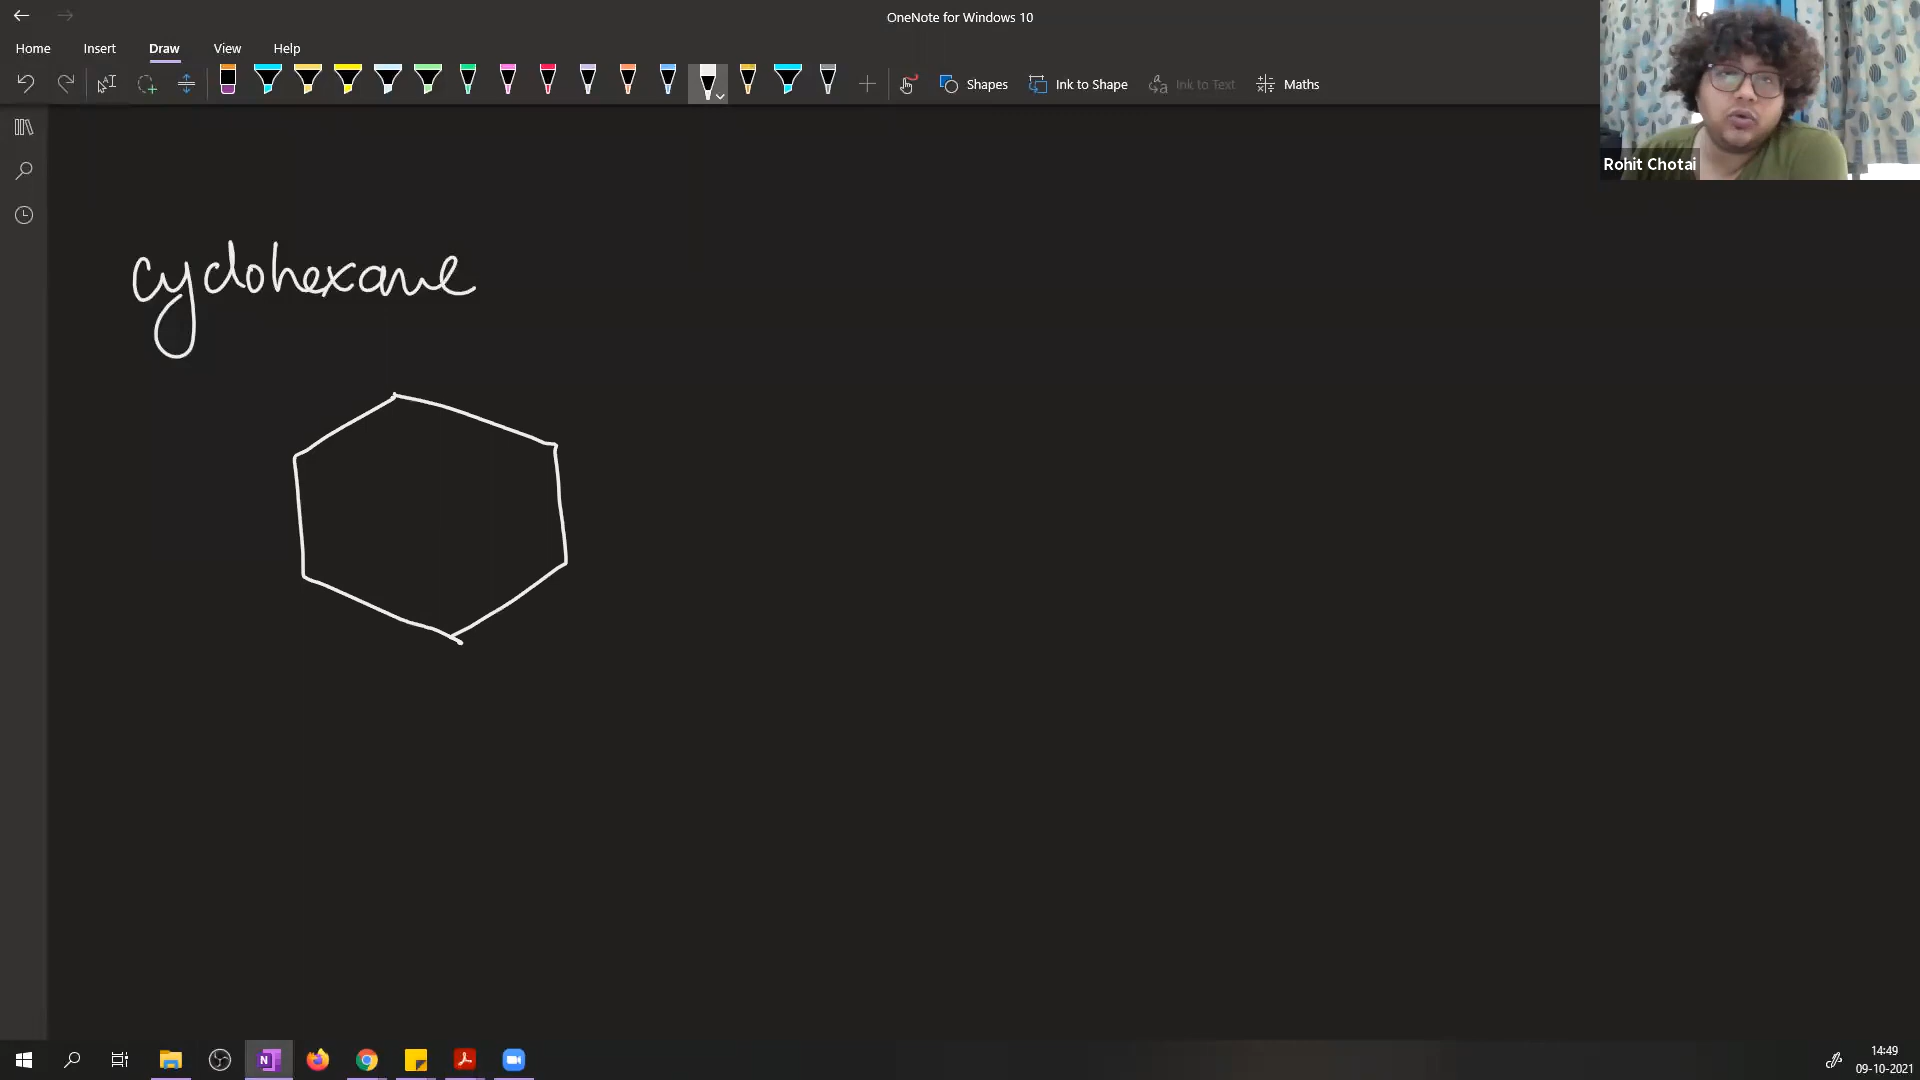 OneNote for Windows 10
Home Insert Draw View Help
Shapes Ink to Shape Ink to Text Maths
Rohit Chotai
cyclohexane
14:49
09-10-2021